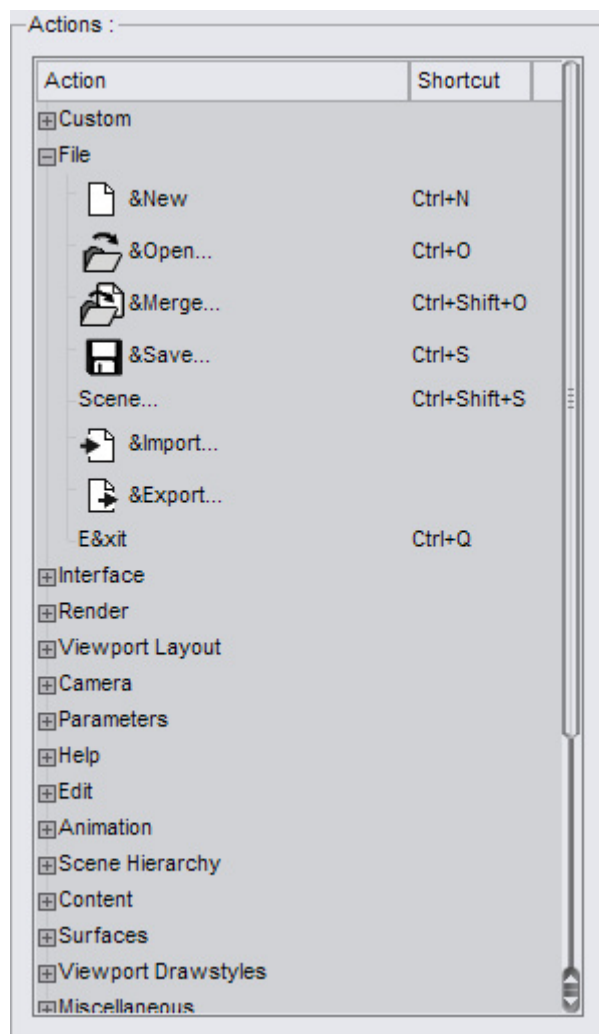 Actions :
Action Shortcut
Custom
File
&New Ctrl+N
&Open... Ctrl+O
&Merge... Ctrl+Shift+O
&Save... Ctrl+S
Scene... Ctrl+Shift+S
&Import...
&Export...
E&xit Ctrl+Q
Interface
Render
Viewport Layout
Camera
Parameters
Help
Edit
Animation
Scene Hierarchy
Content
Surfaces
Viewport Drawstyles
Miscellaneous